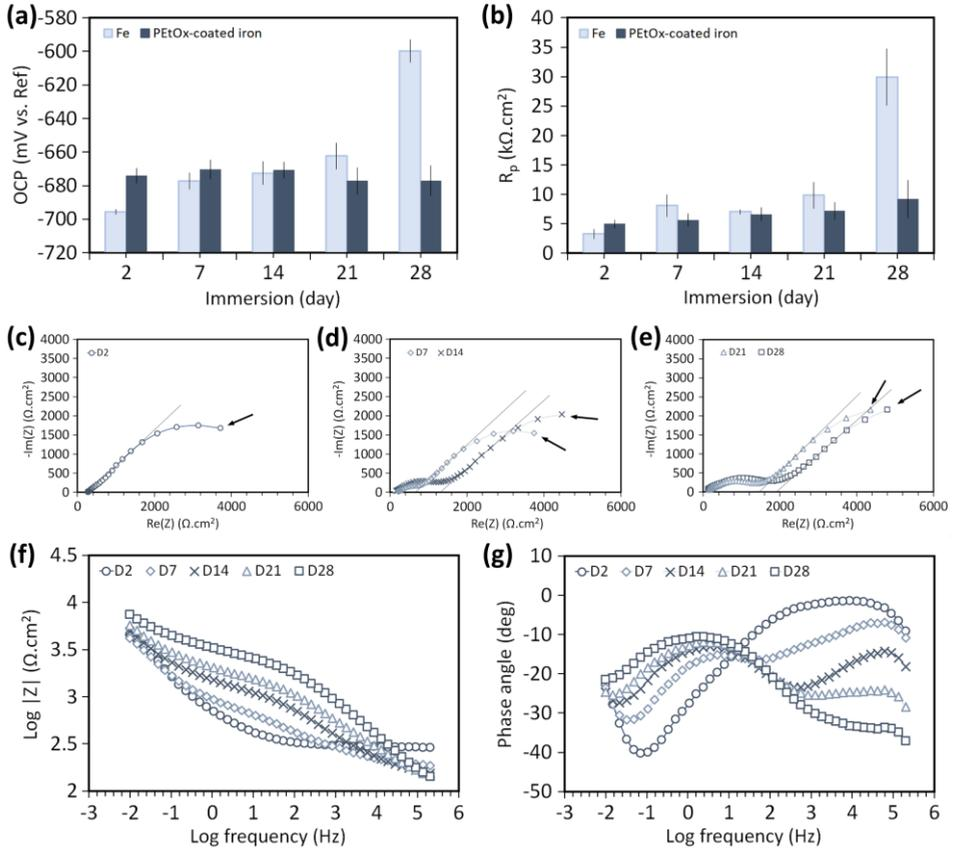 (a)
-580
-600
-620
-640
-660
-680
-700
-720
OCP (mV vs. Ref)
Fe PEtOx-coated iron
2 7 14 21 28
Immersion (day)
(b)
40
35
30
25
20
15
10
5
0
Rp (kΩ.cm²)
Fe PEtOx-coated iron
2 7 14 21 28
Immersion (day)
(c)
4000
3500
3000
2500
2000
1500
1000
500
0
-Im(Z) (Ω.cm²)
D2
0 2000 4000 6000
Re(Z) (Ω.cm²)
(d)
4000
3500
3000
2500
2000
1500
1000
500
0
-Im(Z) (Ω.cm²)
D7 D14
0 2000 4000 6000
Re(Z) (Ω.cm²)
(e)
4000
3500
3000
2500
2000
1500
1000
500
0
-Im(Z) (Ω.cm²)
D21 D28
0 2000 4000 6000
Re(Z) (Ω.cm²)
(f)
4.5
4
3.5
3
2.5
2
Log |Z| (Ω.cm²)
D2 D7 D14 D21 D28
-3 -2 -1 0 1 2 3 4 5 6
Log frequency (Hz)
(g)
10
0
-10
-20
-30
-40
-50
Phase angle (deg)
D2 D7 D14 D21 D28
-3 -2 -1 0 1 2 3 4 5 6
Log frequency (Hz)